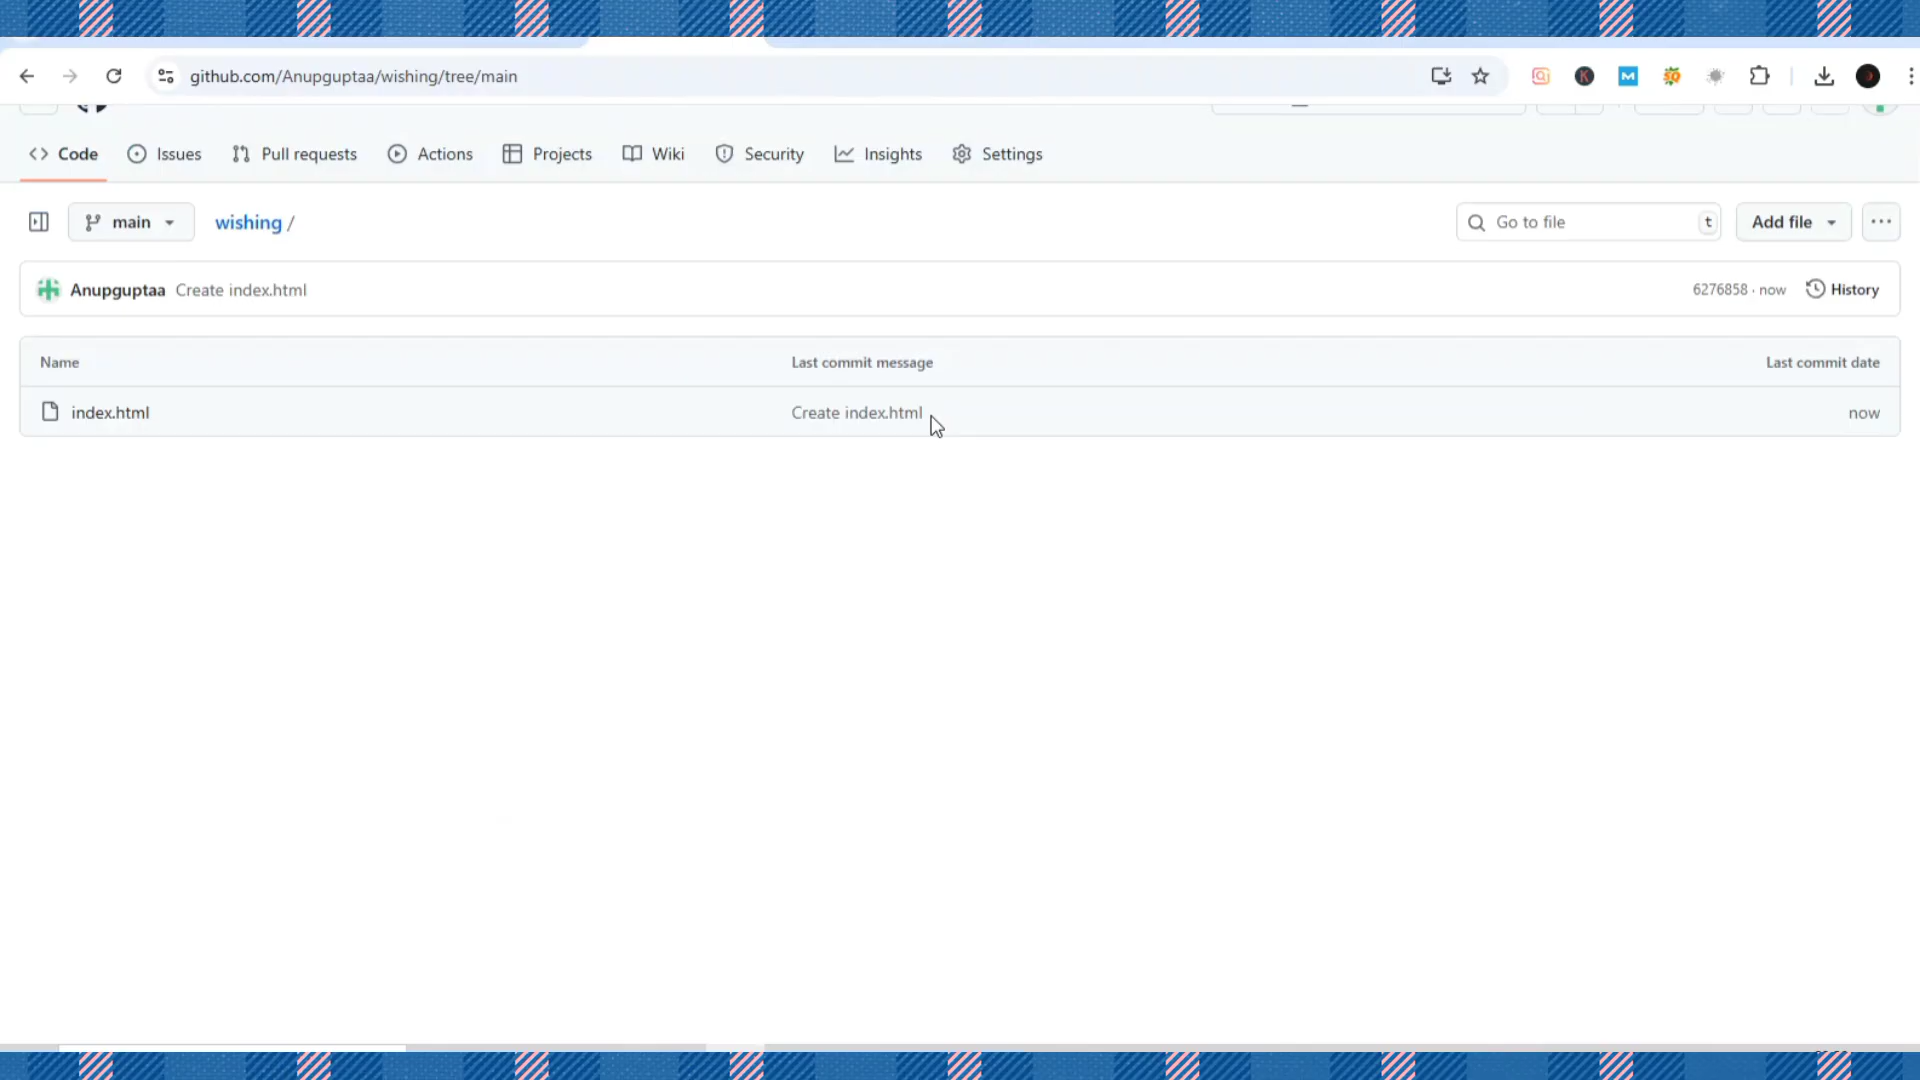 github.com/Anupguptaa/wishing/tree/main
Code Issues Pull requests Actions Projects Wiki Security Insights Settings
main wishing / Go to file t Add file
Anupguptaa Create index.html 6276858 · now History
Name Last commit message Last commit date
index.html Create index.html now